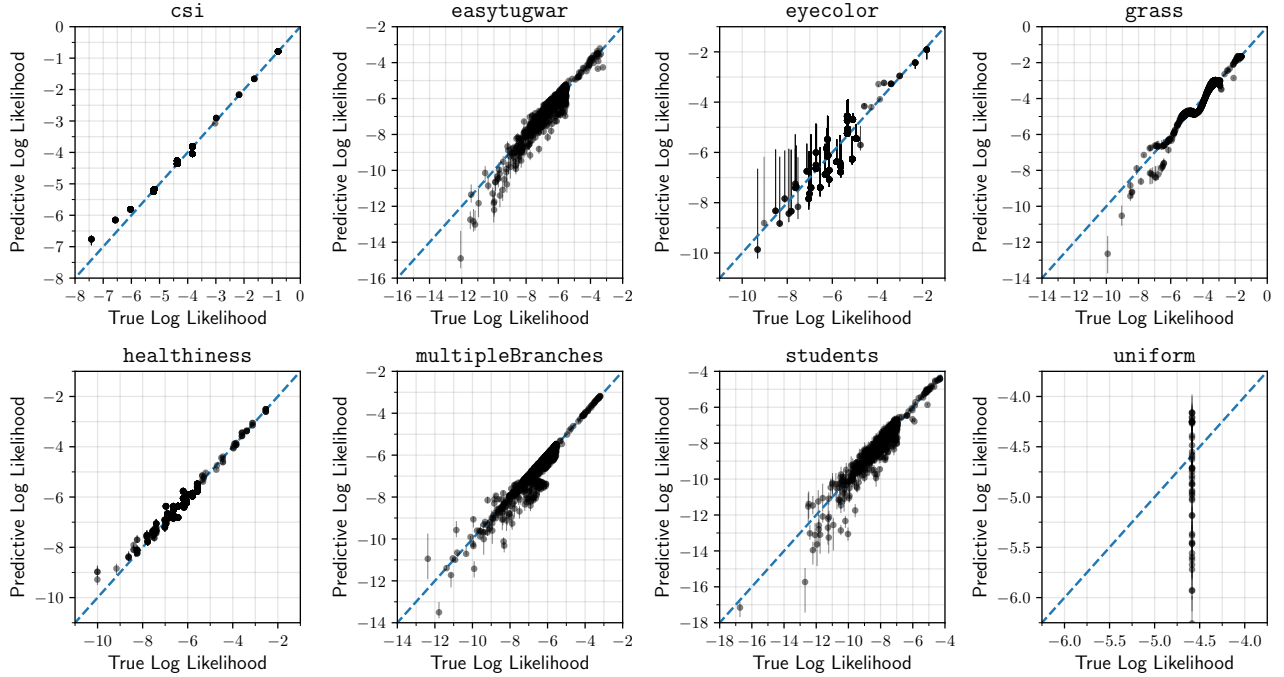 csi
Predictive Log Likelihood
0
−1
−2
−3
−4
−5
−6
−7
−8
−8 −7 −6 −5 −4 −3 −2 −1 0
True Log Likelihood
easytugwar
Predictive Log Likelihood
−2
−4
−6
−8
−10
−12
−14
−16
−16 −14 −12 −10 −8 −6 −4 −2
True Log Likelihood
eyecolor
Predictive Log Likelihood
−2
−4
−6
−8
−10
−10 −8 −6 −4 −2
True Log Likelihood
grass
Predictive Log Likelihood
0
−2
−4
−6
−8
−10
−12
−14
−14 −12 −10 −8 −6 −4 −2 0
True Log Likelihood
healthiness
Predictive Log Likelihood
−2
−4
−6
−8
−10
−10 −8 −6 −4 −2
True Log Likelihood
multipleBranches
Predictive Log Likelihood
−2
−4
−6
−8
−10
−12
−14
−14 −12 −10 −8 −6 −4 −2
True Log Likelihood
students
Predictive Log Likelihood
−4
−6
−8
−10
−12
−14
−16
−18
−18 −16 −14 −12 −10 −8 −6 −4
True Log Likelihood
uniform
Predictive Log Likelihood
−4.0
−4.5
−5.0
−5.5
−6.0
−6.0 −5.5 −5.0 −4.5 −4.0
True Log Likelihood